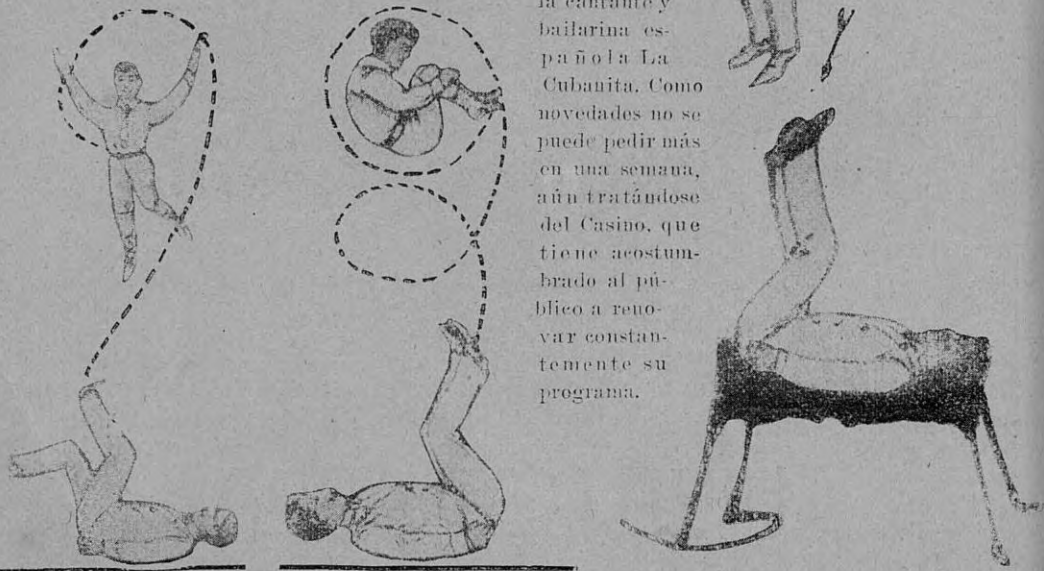 la cantante y
bailarina es-
pañola La
Cubanita. Como
novedades no se
puede pedir más
en una semana,
aún tratándose
del Casino, que
tiene acostum-
brado al pú-
blico a reno-
var constan-
temente su
programa.